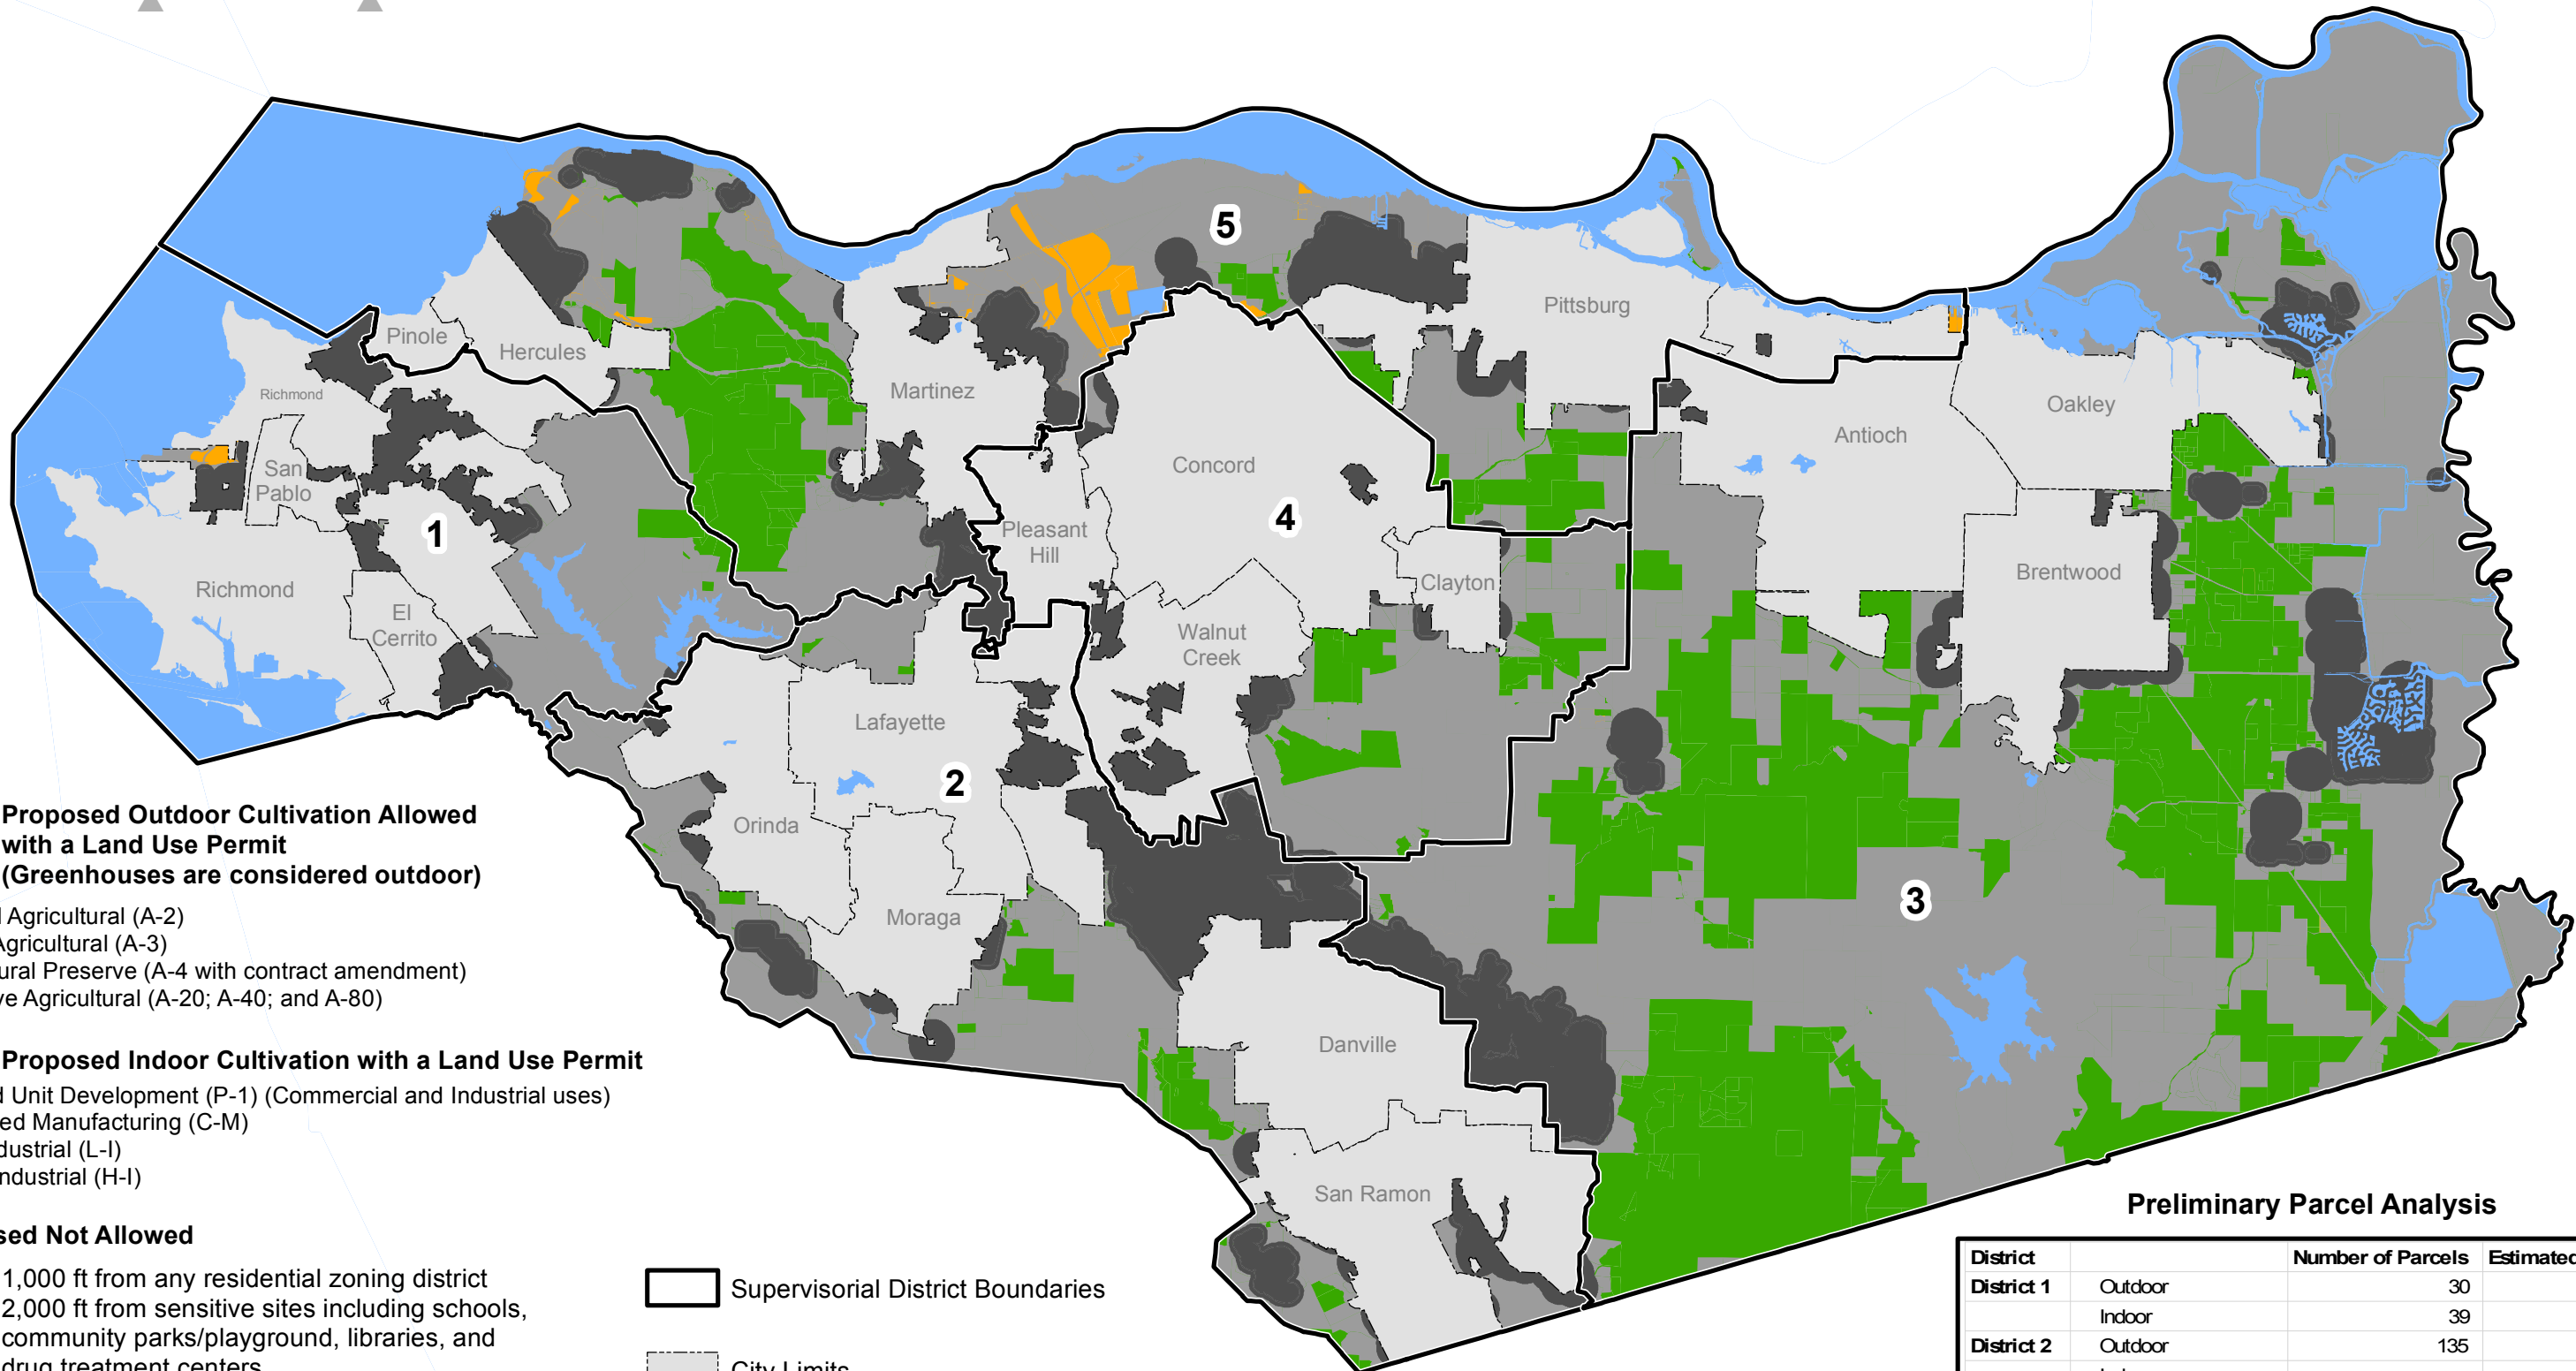 5
Pinole
Hercules
Pittsburg
Martinez
Richmond
Oakley
Antioch
San
Pablo
Concord
4
1
Pleasant
Hill
Clayton
Brentwood
Richmond
El
Cerrito
Walnut
Creek
Lafayette
2
Orinda
Moraga
3
Danville
San Ramon
Proposed Outdoor Cultivation Allowed
with a Land Use Permit
(Greenhouses are considered outdoor)
Agricultural (A-2)
Agricultural (A-3)
ural Preserve (A-4 with contract amendment)
ve Agricultural (A-20; A-40; and A-80)
Proposed Indoor Cultivation with a Land Use Permit
d Unit Development (P-1) (Commercial and Industrial uses)
ed Manufacturing (C-M)
dustrial (L-I)
ndustrial (H-I)
sed Not Allowed
1,000 ft from any residential zoning district
2,000 ft from sensitive sites including schools,
community parks/playground, libraries, and
drug treatment centers
Supervisorial District Boundaries
City Limits
Preliminary Parcel Analysis
District Number of Parcels Estimated
District 1 Outdoor 30
Indoor 39
District 2 Outdoor 135